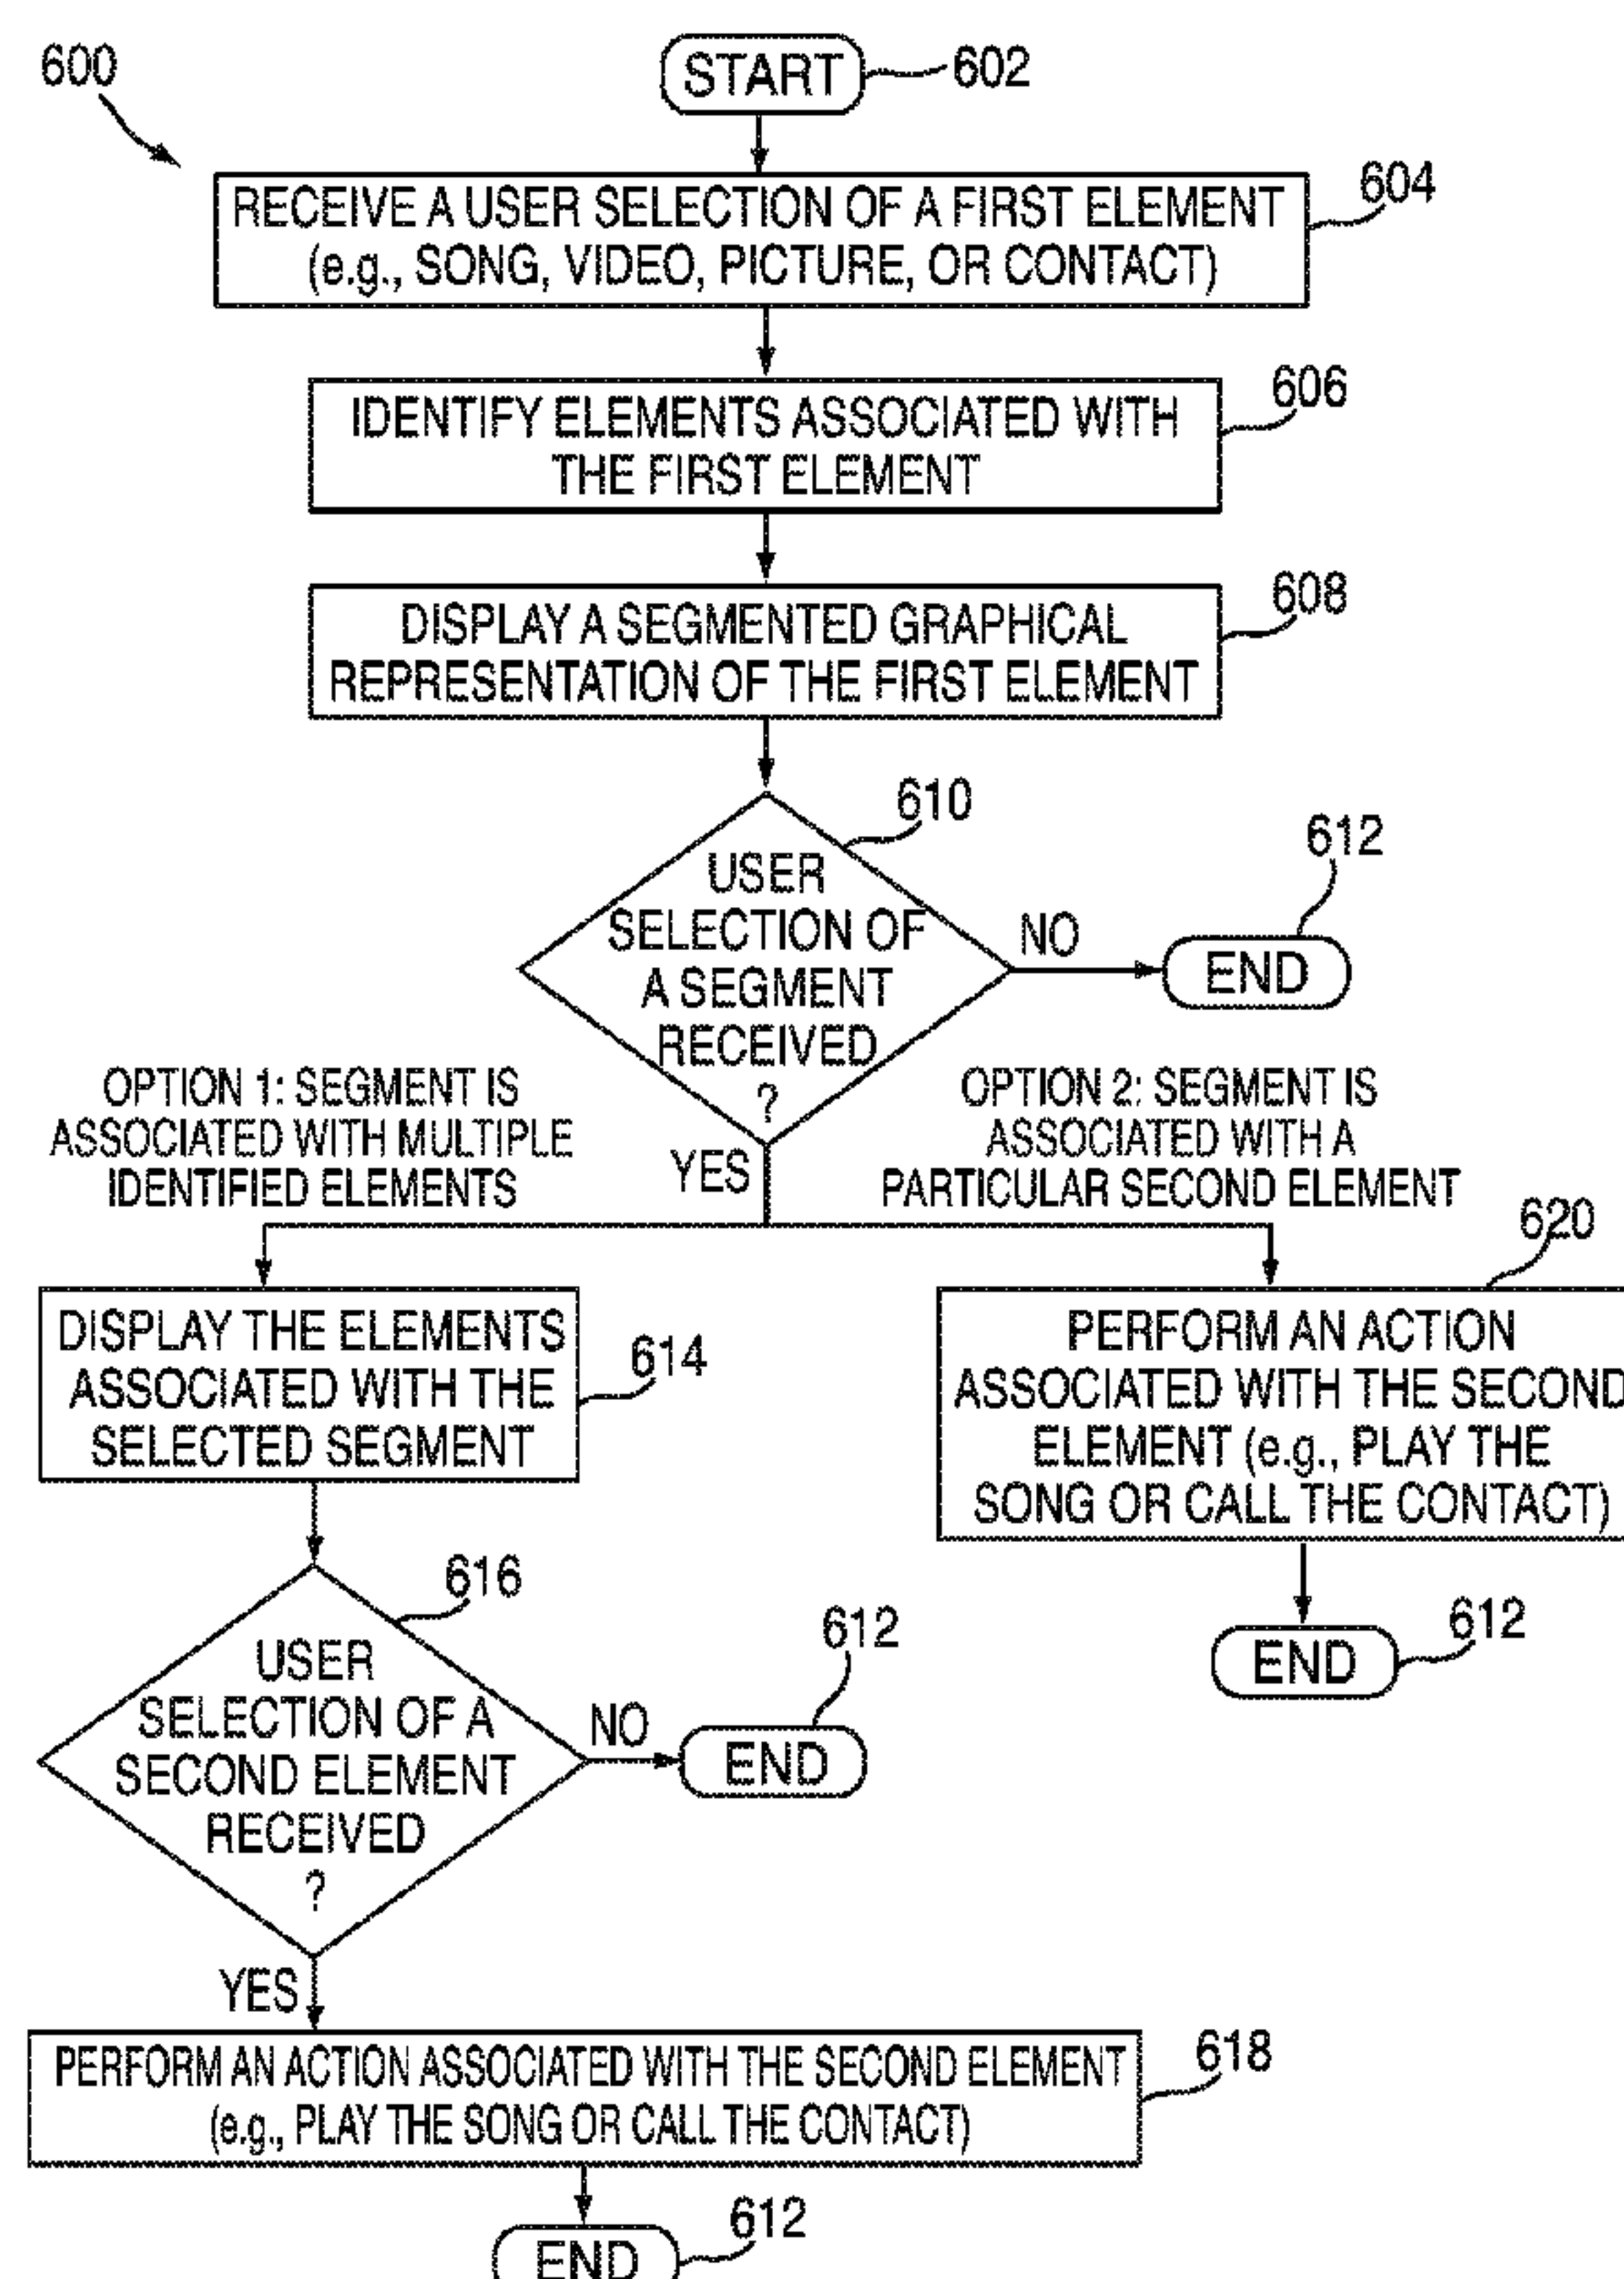 600
START
602
RECEIVE A USER SELECTION OF A FIRST ELEMENT
(e.g., SONG, VIDEO, PICTURE, OR CONTACT)
604
IDENTIFY ELEMENTS ASSOCIATED WITH
THE FIRST ELEMENT
606
DISPLAY A SEGMENTED GRAPHICAL
REPRESENTATION OF THE FIRST ELEMENT
608
USER
SELECTION OF
A SEGMENT
RECEIVED
?
610
NO
END
612
YES
OPTION 1: SEGMENT IS
ASSOCIATED WITH MULTIPLE
IDENTIFIED ELEMENTS
OPTION 2: SEGMENT IS
ASSOCIATED WITH A
PARTICULAR SECOND ELEMENT
DISPLAY THE ELEMENTS
ASSOCIATED WITH THE
SELECTED SEGMENT
614
PERFORM AN ACTION
ASSOCIATED WITH THE SECOND
ELEMENT (e.g., PLAY THE
SONG OR CALL THE CONTACT)
620
END
612
USER
SELECTION OF A
SECOND ELEMENT
RECEIVED
?
616
NO
END
612
YES
PERFORM AN ACTION ASSOCIATED WITH THE SECOND ELEMENT
(e.g., PLAY THE SONG OR CALL THE CONTACT)
618
END
612